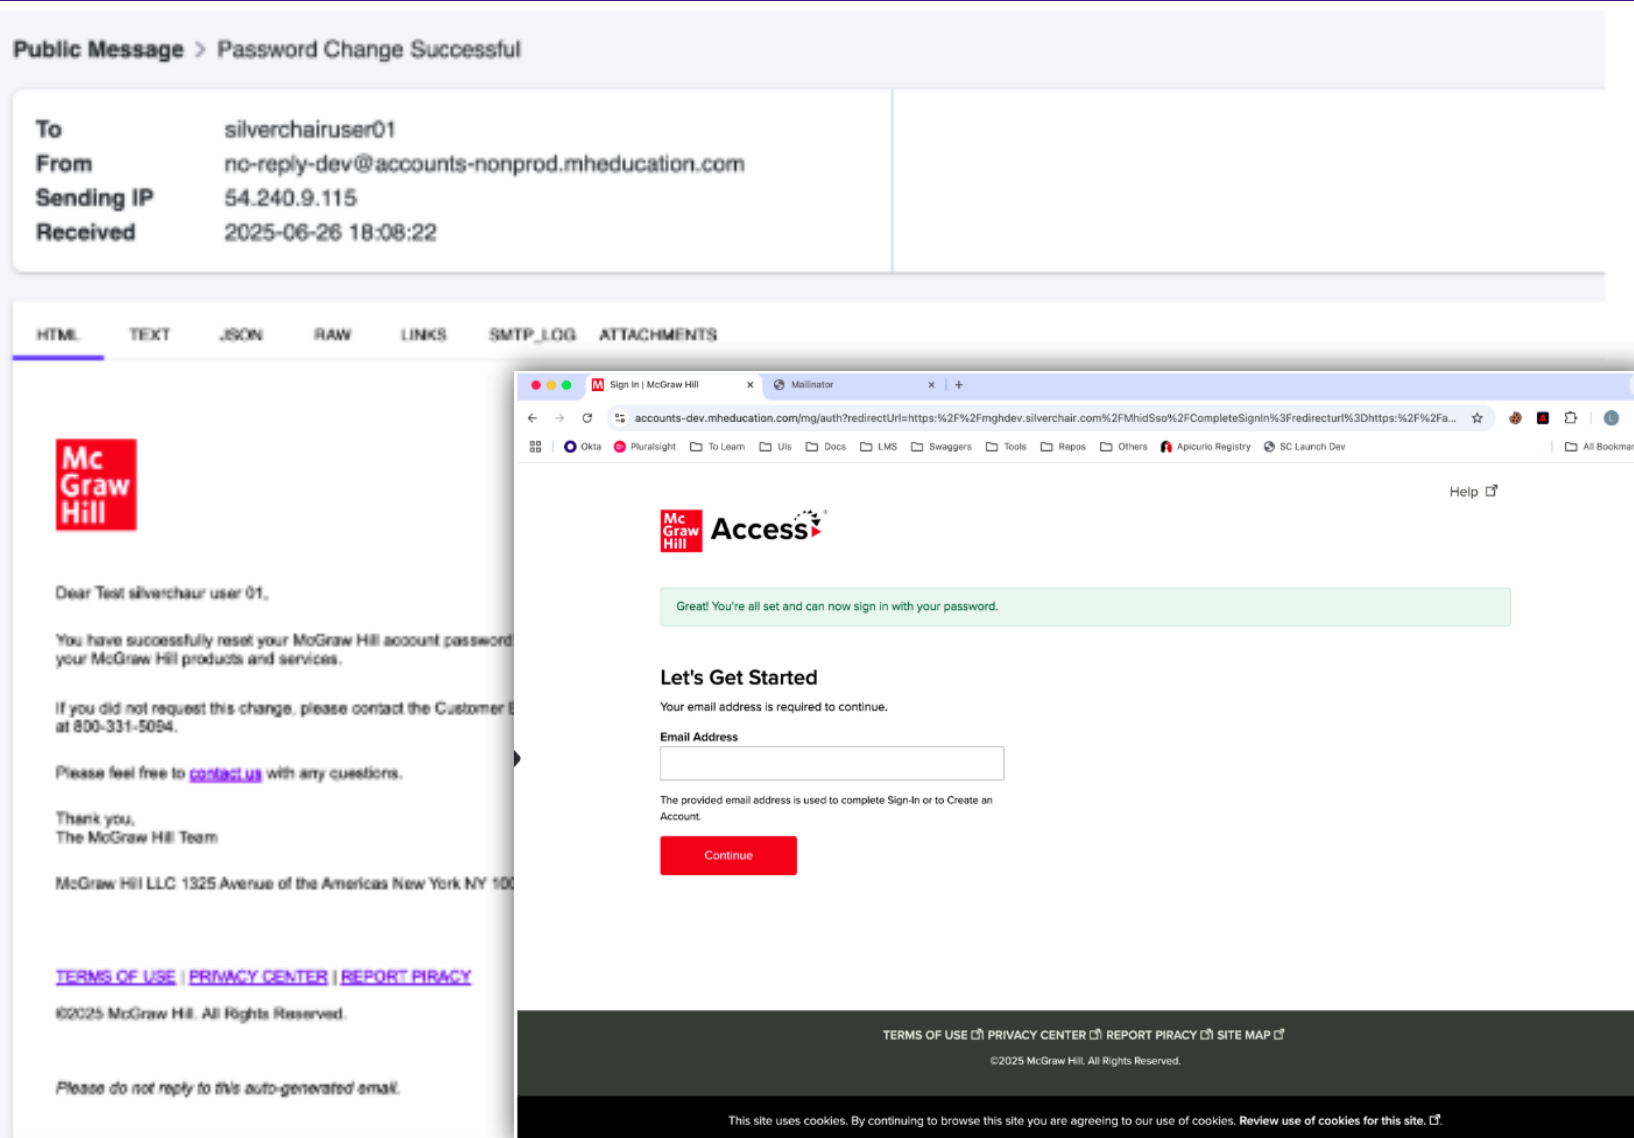 Public Message > Password Change Successful
To silverchairuser01
From no-reply-dev@accounts-nonprod.mheducation.com
Sending IP 54.240.9.115
Received 2025-06-26 18:08:22
HTML TEXT JSON RAW LINKS SMTP_LOG ATTACHMENTS
Mc
Graw
Hill
Dear Test silverchaur user 01,
You have successfully reset your McGraw Hill account password
your McGraw Hill products and services.
If you did not request this change, please contact the Customer
at 800-331-5094.
Please feel free to contact us with any questions.
Thank you,
The McGraw Hill Team
McGraw Hill LLC 1325 Avenue of the Americas New York NY 100
TERMS OF USE | PRIVACY CENTER | REPORT PIRACY
©2025 McGraw Hill. All Rights Reserved.
Please do not reply to this auto-generated email.
M Sign In | McGraw Hill Mailinator
accounts-dev.mheducation.com/mg/auth?redirectUrl=https:%2F%2Fmghdev.silverchair.com%2FMhidSso%2FCompleteSignIn%3Fredirecturl%3Dhttps:%2F%2Fa...
Okta Pluralsight To Learn UIs Docs LMS Swaggers Tools Repos Others Apicurio Registry SC Launch Dev All Bookmar
Help
Mc
Graw
Hill
Access
Great! You're all set and can now sign in with your password.
Let's Get Started
Your email address is required to continue.
Email Address
The provided email address is used to complete Sign-In or to Create an
Account.
Continue
TERMS OF USE PRIVACY CENTER REPORT PIRACY SITE MAP
©2025 McGraw Hill. All Rights Reserved.
This site uses cookies. By continuing to browse this site you are agreeing to our use of cookies. Review use of cookies for this site.